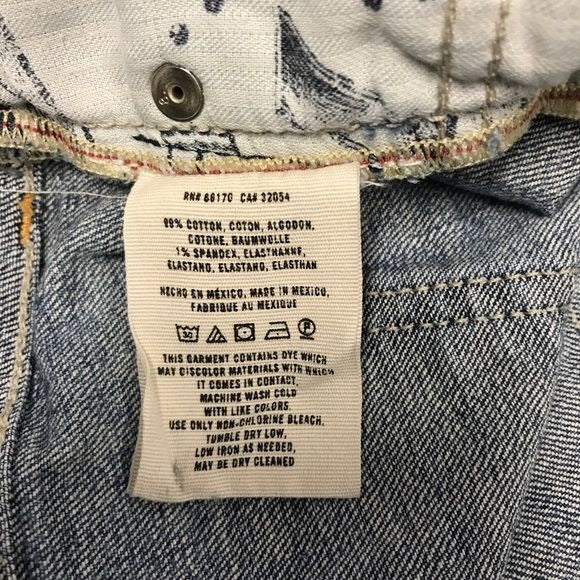 RN# 66170 CA# 32054
99% COTTON, COTON, ALGODON,
COTONE, BAUMWOLLE
1% SPANDEX, ELASTHANNE,
ELASTANO, ELASTANO, ELASTHAN
HECHO EN MÉXICO, MADE IN MEXICO,
FABRIQUE AU MEXIQUE
30
THIS GARMENT CONTAINS DYE WHICH
MAY DISCOLOR MATERIALS WITH WHICH
IT COMES IN CONTACT,
MACHINE WASH COLD
WITH LIKE COLORS,
USE ONLY NON-CHLORINE BLEACH,
TUMBLE DRY LOW,
LOW IRON AS NEEDED,
MAY BE DRY CLEANED